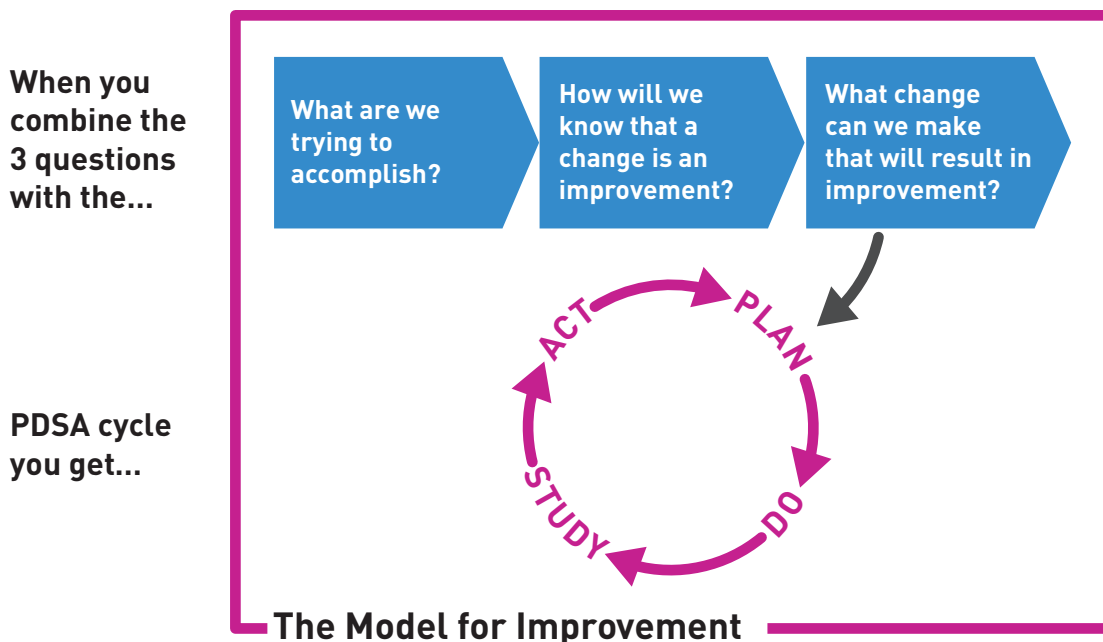 When you
combine the
3 questions
with the...
What are we
trying to
accomplish?
How will we
know that a
change is an
improvement?
What change
can we make
that will result in
improvement?
ACT
PLAN
DO
STUDY
PDSA cycle
you get...
The Model for Improvement